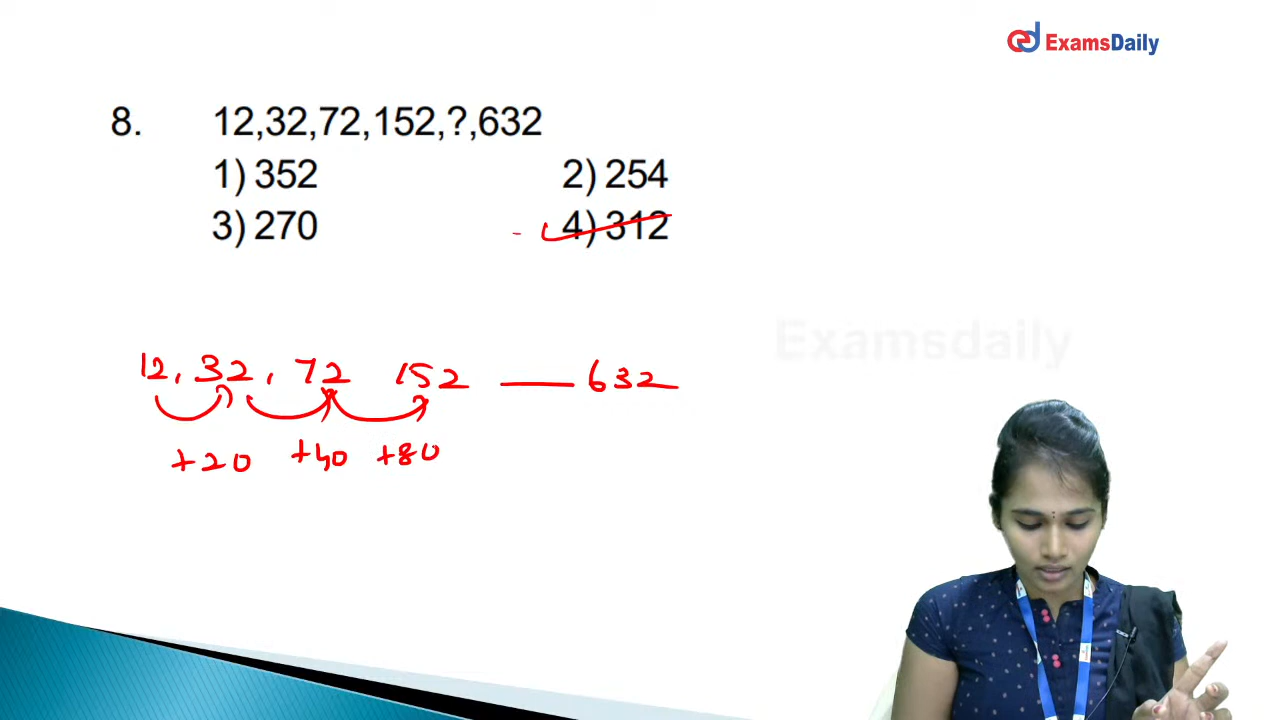 ExamsDaily
8. 12,32,72,152,?,632
1) 352 2) 254
3) 270 4) 312
Examsdaily
12, 32, 72 152 ___ 632
+20 +40 +80